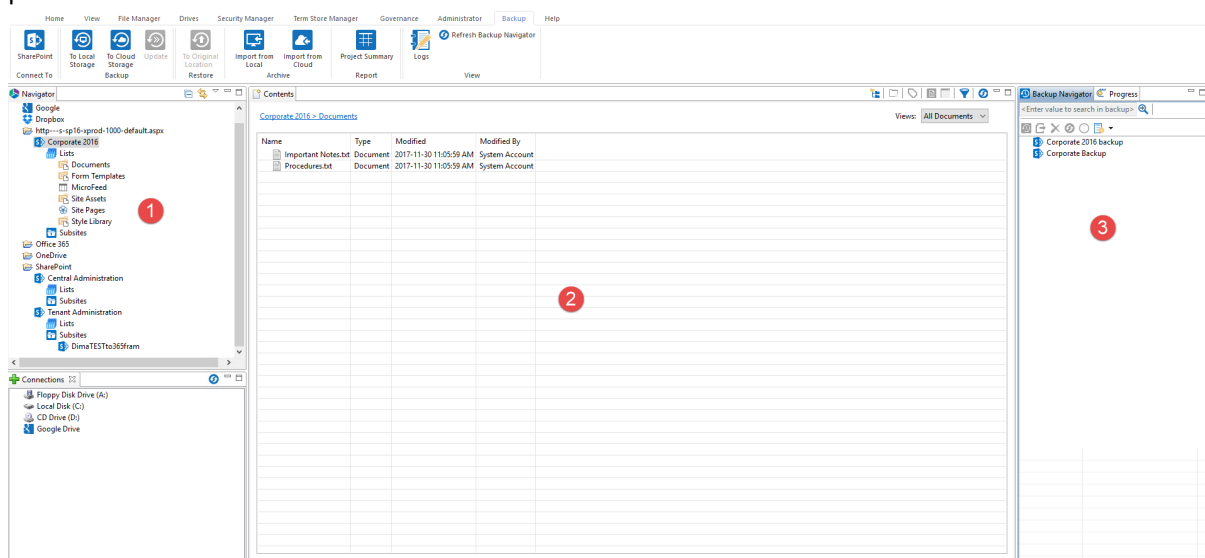 Home View File Manager Drives Security Manager Term Store Manager Governance Administrator Backup Help
SharePoint
To Local Storage
To Cloud Storage
Update
To Original Location
Import from Local
Import from Cloud
Project Summary
Logs
Refresh Backup Navigator
Connect To Backup Restore Archive Report View
Navigator
Google
Dropbox
http---s-sp16-xprod-1000-default.aspx
Corporate 2016
Lists
Documents
Form Templates
MicroFeed
Site Assets
Site Pages
Style Library
Subsites
Office 365
OneDrive
SharePoint
Central Administration
Lists
Subsites
Tenant Administration
Lists
Subsites
DimaTESTto365fram
1
Connections
Floppy Disk Drive (A:)
Local Disk (C:)
CD Drive (D:)
Google Drive
Contents
Corporate 2016 > Documents
Views: All Documents
Name Type Modified Modified By
Important Notes.txt Document 2017-11-30 11:05:59 AM System Account
Procedures.txt Document 2017-11-30 11:05:59 AM System Account
2
Backup Navigator Progress
<Enter value to search in backup>
Corporate 2016 backup
Corporate Backup
3